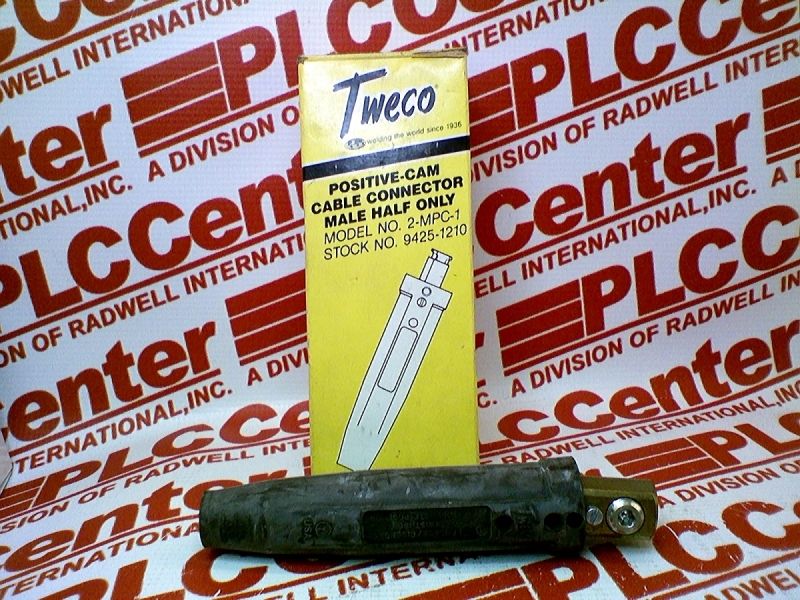 Tweco
welding the world since 1936
POSITIVE-CAM
CABLE CONNECTOR
MALE HALF ONLY
MODEL NO. 2-MPC-1
STOCK NO. 9425-1210
PLCCenter
A DIVISION OF RADWELL INTERNATIONAL, INC.